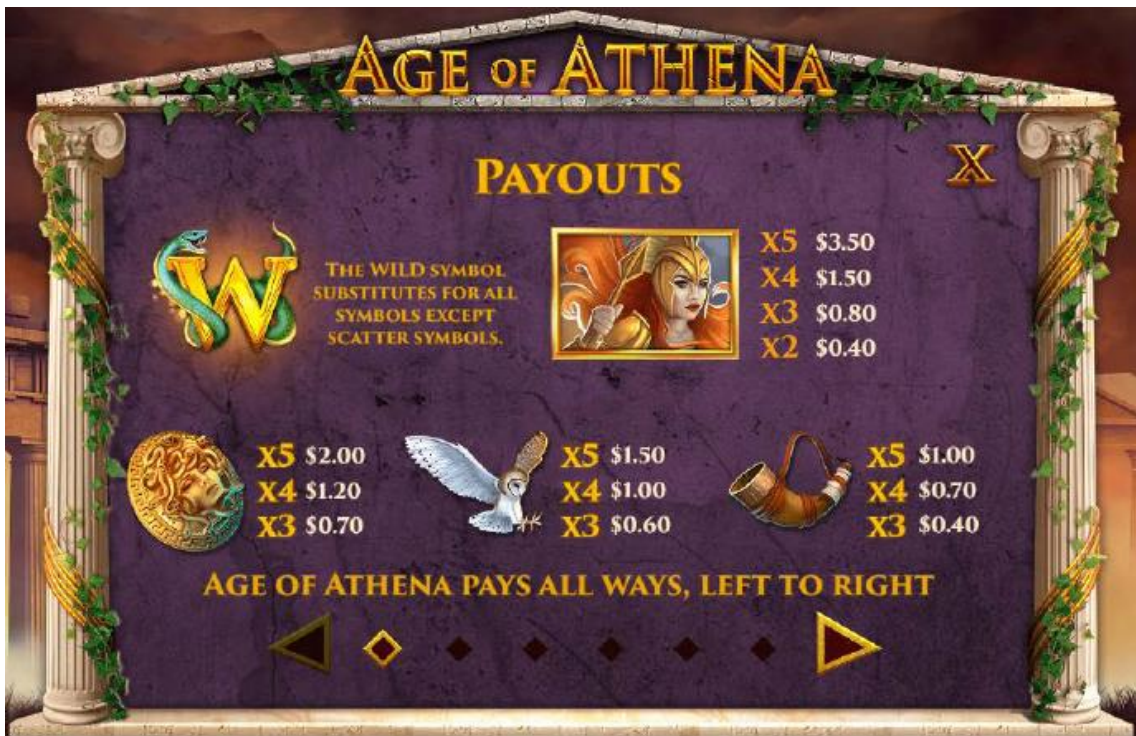 AGE OF ATHENA
PAYOUTS
X
W
THE WILD SYMBOL
SUBSTITUTES FOR ALL
SYMBOLS EXCEPT
SCATTER SYMBOLS.
X5 $3.50
X4 $1.50
X3 $0.80
X2 $0.40
X5 $2.00
X4 $1.20
X3 $0.70
X5 $1.50
X4 $1.00
X3 $0.60
X5 $1.00
X4 $0.70
X3 $0.40
AGE OF ATHENA PAYS ALL WAYS, LEFT TO RIGHT